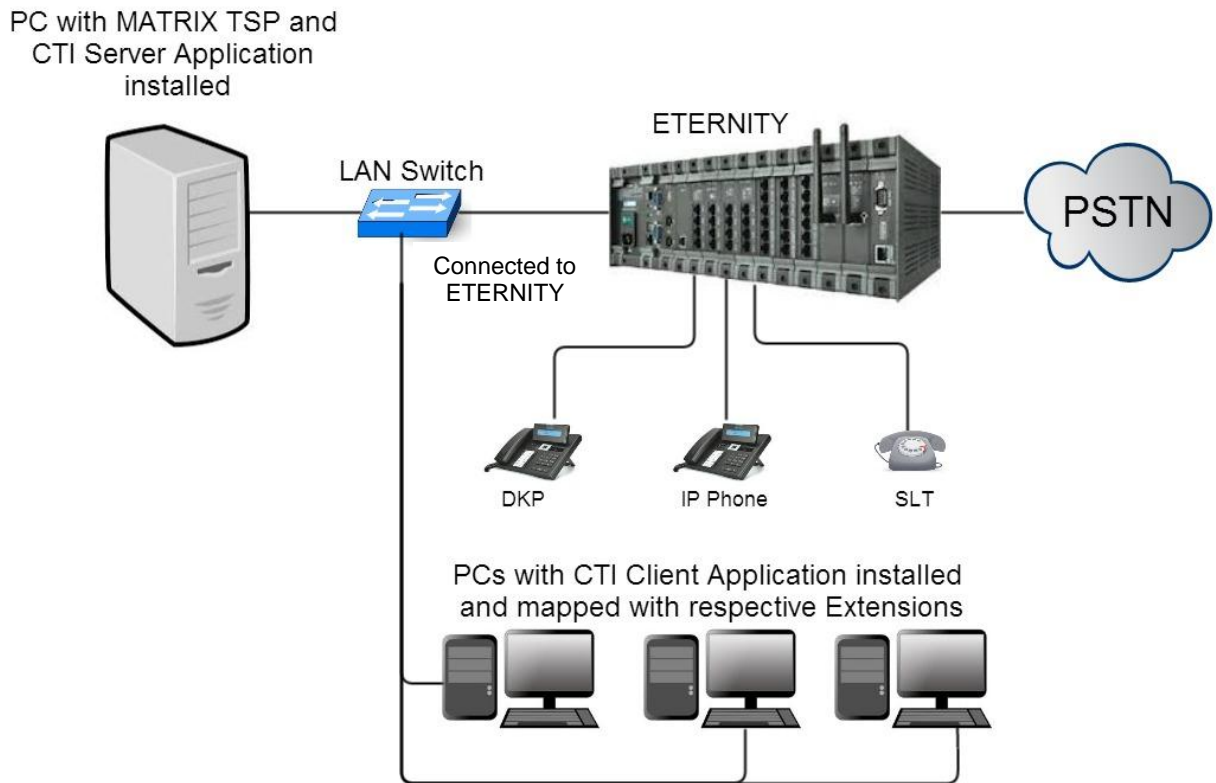 PC with MATRIX TSP and
CTI Server Application
installed
ETERNITY
LAN Switch
PSTN
Connected to
ETERNITY
DKP
IP Phone
SLT
PCs with CTI Client Application installed
and mapped with respective Extensions